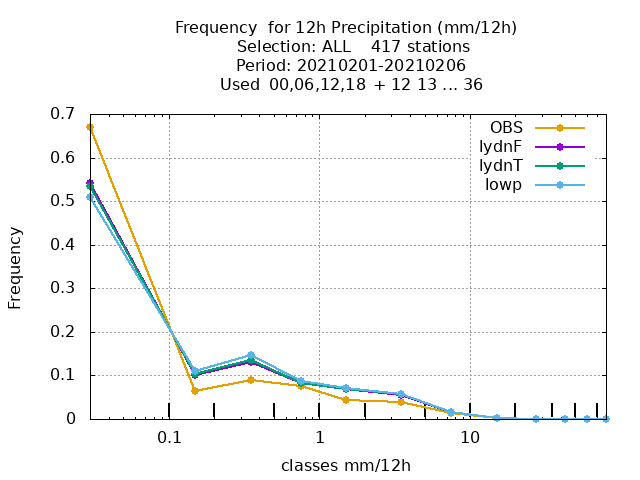 Frequency  for 12h Precipitation (mm/12h)
Selection: ALL    417 stations
Period: 20210201-20210206
Used  00,06,12,18  + 12 13 ... 36
0.7
0.6
0.5
0.4
0.3
0.2
0.1
0
Frequency
OBS
lydnF
lydnT
lowp
0.1
1
10
classes mm/12h